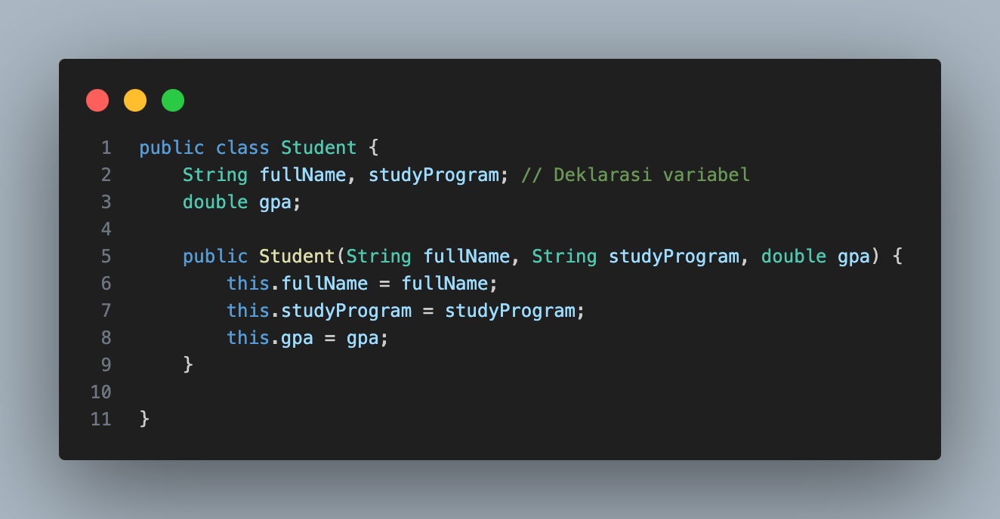 1 public class Student {
2     String fullName, studyProgram; // Deklarasi variabel
3     double gpa;
4
5     public Student(String fullName, String studyProgram, double gpa) {
6         this.fullName = fullName;
7         this.studyProgram = studyProgram;
8         this.gpa = gpa;
9     }
10
11 }